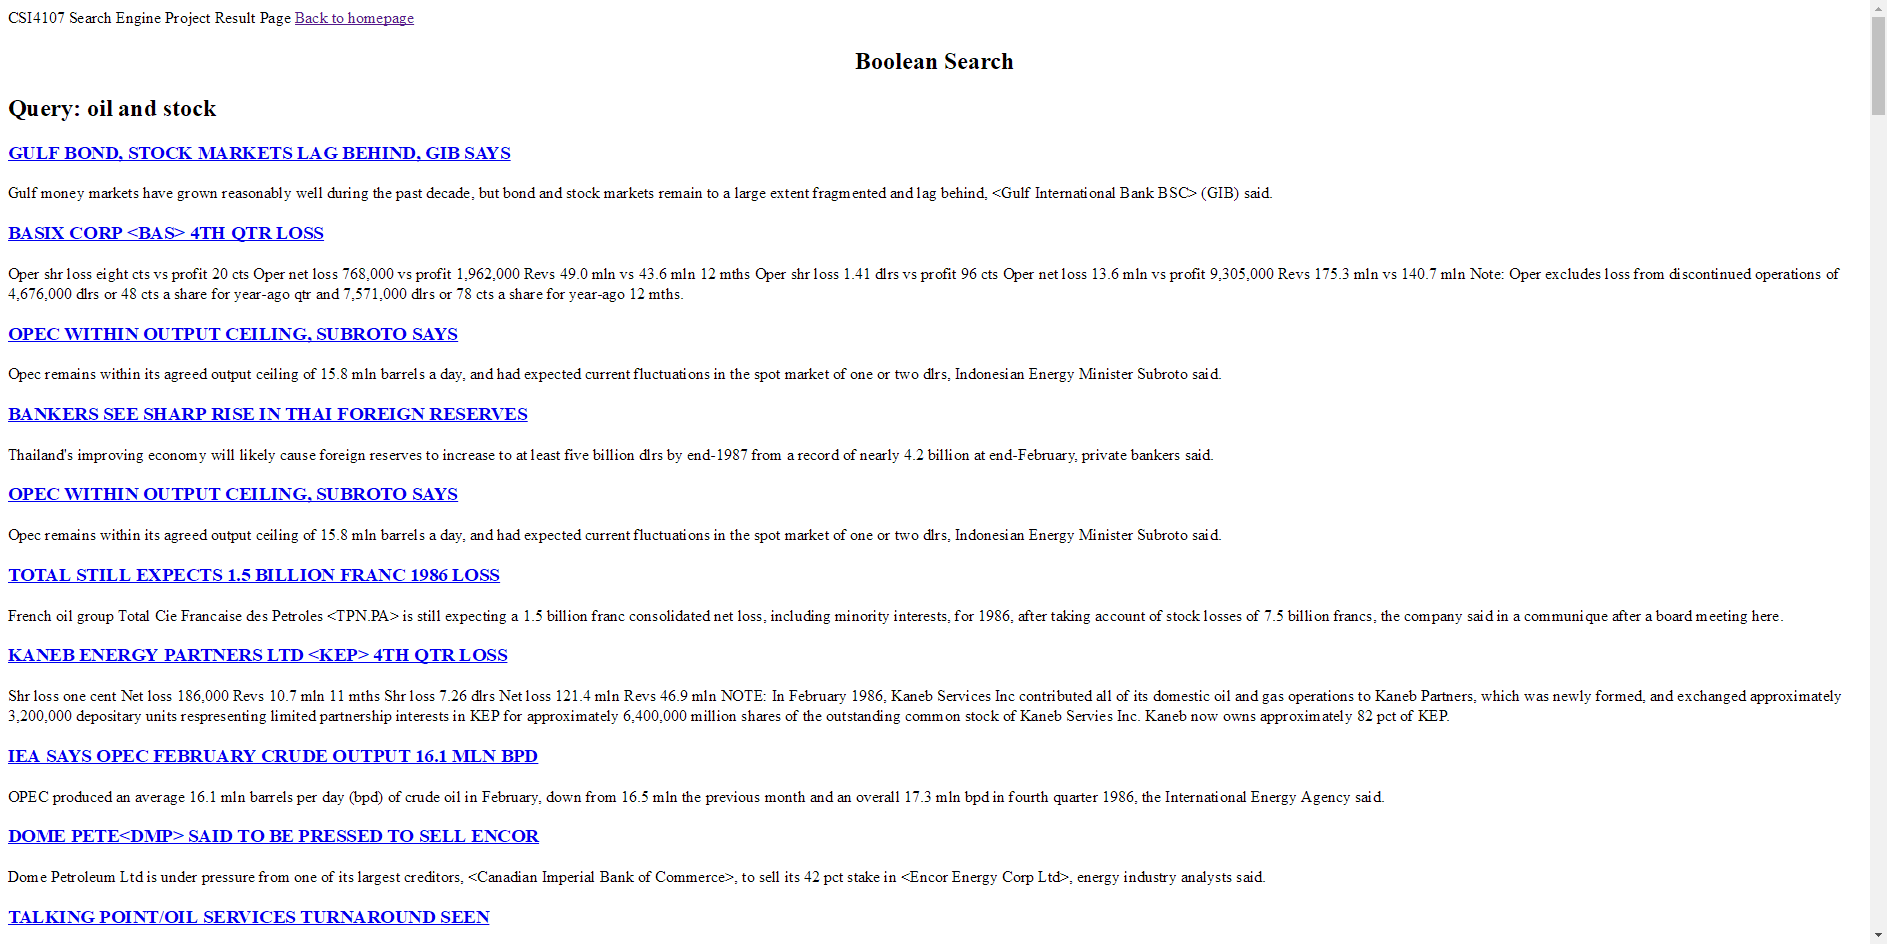 CSI4107 Search Engine Project Result Page Back to homepage
Boolean Search
Query: oil and stock
GULF BOND, STOCK MARKETS LAG BEHIND, GIB SAYS
Gulf money markets have grown reasonably well during the past decade, but bond and stock markets remain to a large extent fragmented and lag behind, <Gulf International Bank BSC> (GIB) said.
BASIX CORP <BAS> 4TH QTR LOSS
Oper shr loss eight cts vs profit 20 cts Oper net loss 768,000 vs profit 1,962,000 Revs 49.0 mln vs 43.6 mln 12 mths Oper shr loss 1.41 dlrs vs profit 96 cts Oper net loss 13.6 mln vs profit 9,305,000 Revs 175.3 mln vs 140.7 mln Note: Oper excludes loss from discontinued operations of
4,676,000 dlrs or 48 cts a share for year-ago qtr and 7,571,000 dlrs or 78 cts a share for year-ago 12 mths.
OPEC WITHIN OUTPUT CEILING, SUBROTO SAYS
Opec remains within its agreed output ceiling of 15.8 mln barrels a day, and had expected current fluctuations in the spot market of one or two dlrs, Indonesian Energy Minister Subroto said.
BANKERS SEE SHARP RISE IN THAI FOREIGN RESERVES
Thailand's improving economy will likely cause foreign reserves to increase to at least five billion dlrs by end-1987 from a record of nearly 4.2 billion at end-February, private bankers said.
OPEC WITHIN OUTPUT CEILING, SUBROTO SAYS
Opec remains within its agreed output ceiling of 15.8 mln barrels a day, and had expected current fluctuations in the spot market of one or two dlrs, Indonesian Energy Minister Subroto said.
TOTAL STILL EXPECTS 1.5 BILLION FRANC 1986 LOSS
French oil group Total Cie Francaise des Petroles <TPN.PA> is still expecting a 1.5 billion franc consolidated net loss, including minority interests, for 1986, after taking account of stock losses of 7.5 billion francs, the company said in a communique after a board meeting here.
KANEB ENERGY PARTNERS LTD <KEP> 4TH QTR LOSS
Shr loss one cent Net loss 186,000 Revs 10.7 mln 11 mths Shr loss 7.26 dlrs Net loss 121.4 mln Revs 46.9 mln NOTE: In February 1986, Kaneb Services Inc contributed all of its domestic oil and gas operations to Kaneb Partners, which was newly formed, and exchanged approximately
3,200,000 depositary units respresenting limited partnership interests in KEP for approximately 6,400,000 million shares of the outstanding common stock of Kaneb Servies Inc. Kaneb now owns approximately 82 pct of KEP.
IEA SAYS OPEC FEBRUARY CRUDE OUTPUT 16.1 MLN BPD
OPEC produced an average 16.1 mln barrels per day (bpd) of crude oil in February, down from 16.5 mln the previous month and an overall 17.3 mln bpd in fourth quarter 1986, the International Energy Agency said.
DOME PETE<DMP> SAID TO BE PRESSED TO SELL ENCOR
Dome Petroleum Ltd is under pressure from one of its largest creditors, <Canadian Imperial Bank of Commerce>, to sell its 42 pct stake in <Encor Energy Corp Ltd>, energy industry analysts said.
TALKING POINT/OIL SERVICES TURNAROUND SEEN